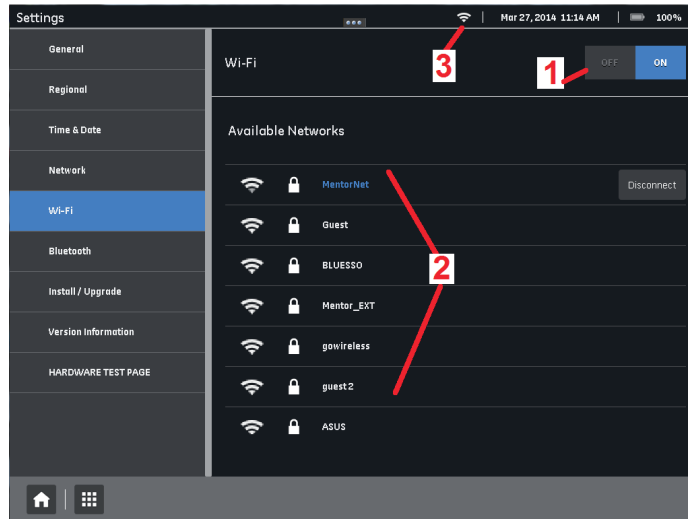 Settings
Mar 27, 2014 11:14 AM
100%
General
Regional
Time & Date
Network
Wi-Fi
Bluetooth
Install / Upgrade
Version Information
HARDWARE TEST PAGE
Wi-Fi
3
1
OFF
ON
Available Networks
MentorNet
Disconnect
Guest
BLUESSO
2
Mentor_EXT
gowireless
guest 2
ASUS